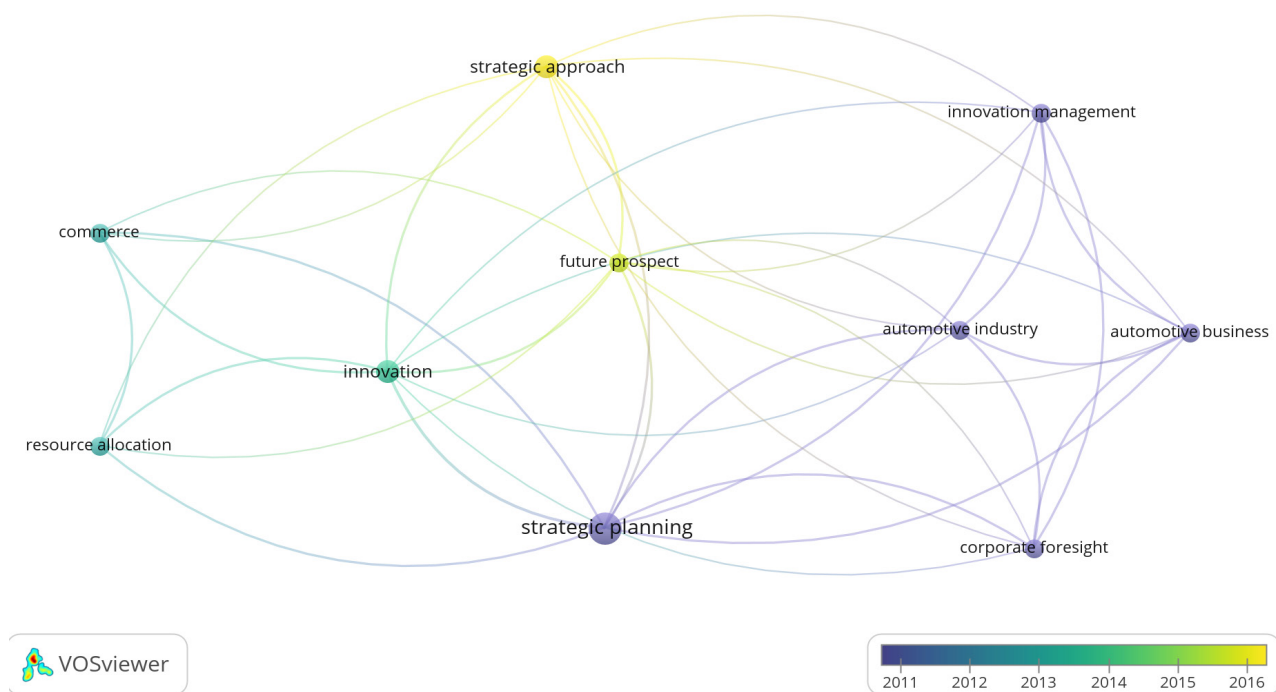 strategic approach
innovation management
commerce
future prospect
automotive industry
automotive business
innovation
resource allocation
strategic planning
corporate foresight
VOSviewer
2011 2012 2013 2014 2015 2016